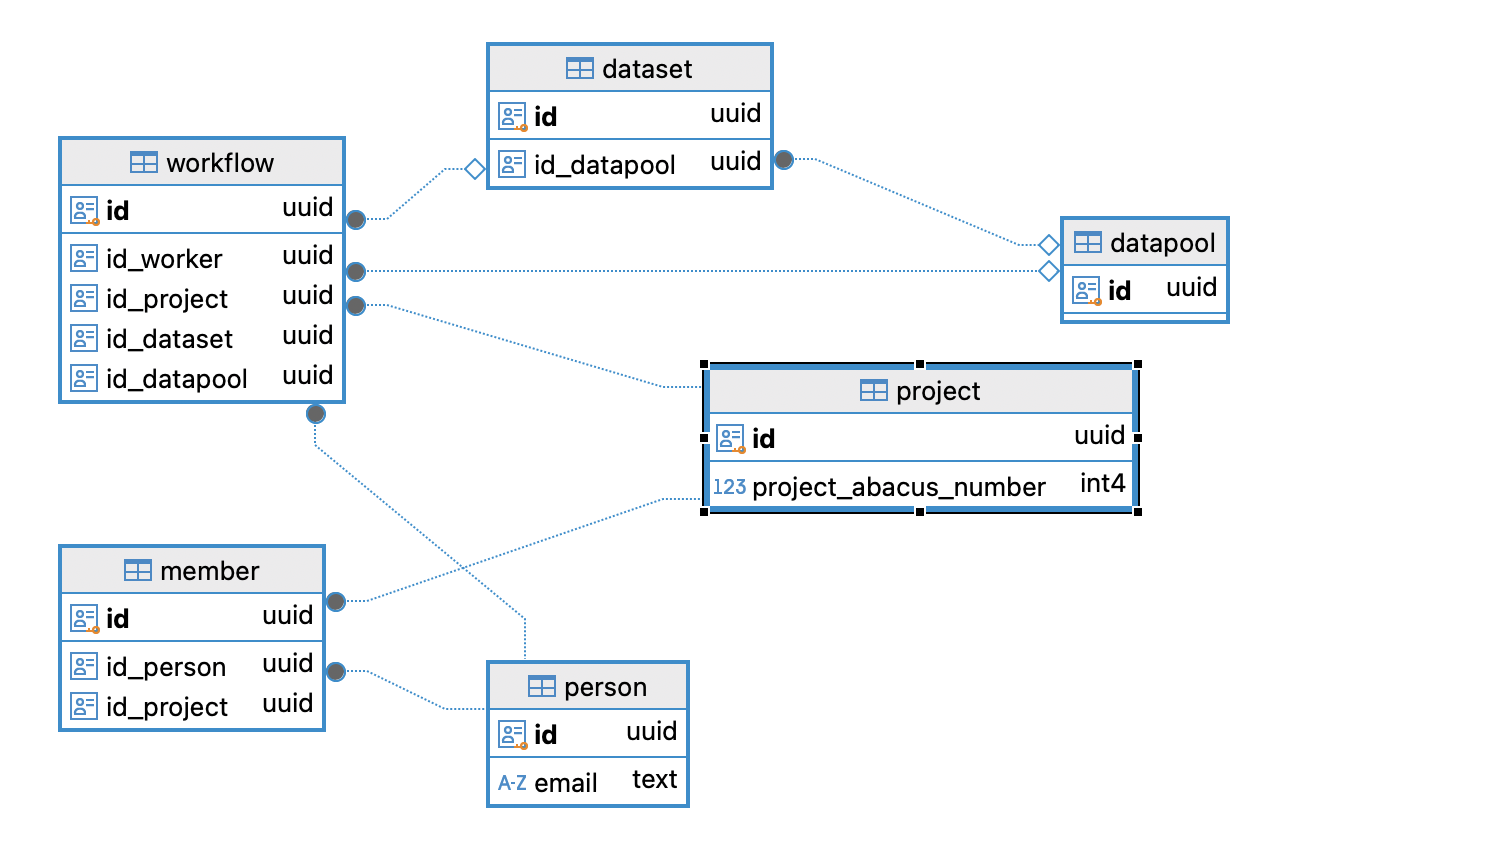 dataset
id uuid
id_datapool uuid
workflow
id uuid
id_worker uuid
id_project uuid
id_dataset uuid
id_datapool uuid
datapool
id uuid
project
id uuid
123 project_abacus_number int4
member
id uuid
id_person uuid
id_project uuid
person
id uuid
A-Z email text